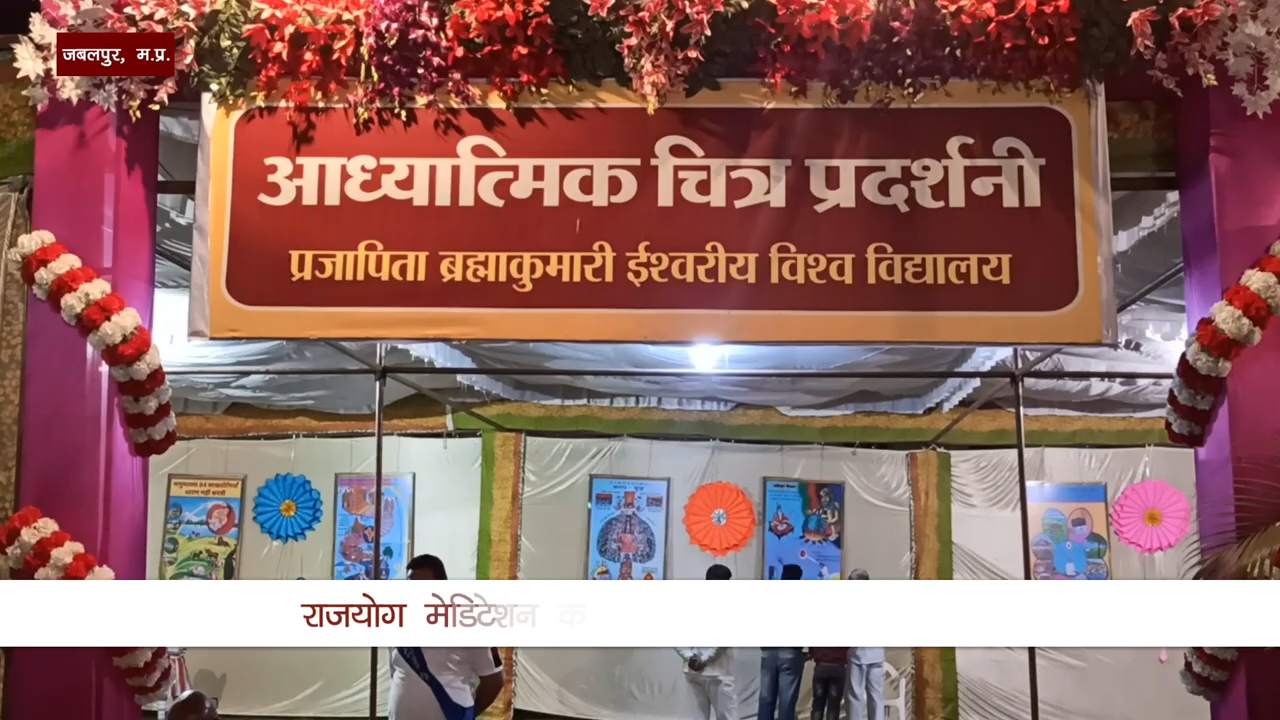 जबलपुर, म.प्र.
आध्यात्मिक चित्र प्रदर्शनी
प्रजापिता ब्रह्माकुमारी ईश्वरीय विश्व विद्यालय
राजयोग मेडिटेशन क